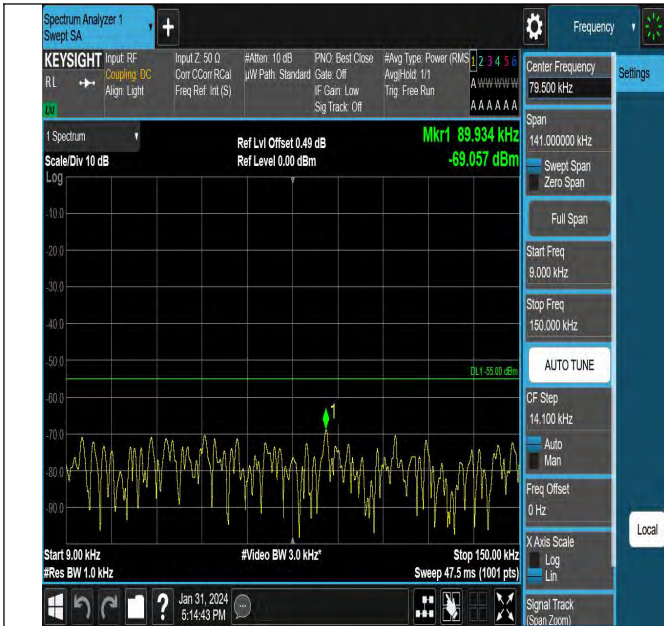 Spectrum Analyzer 1
Swept SA
Frequency
KEYSIGHT
RL
LXI
Input: RF
Coupling: DC
Align: Light
Input Z: 50 Ω
Corr CCorr RCal
Freq Ref: Int (S)
#Atten: 10 dB
µW Path: Standard
PNO: Best Close
Gate: Off
IF Gain: Low
Sig Track: Off
#Avg Type: Power (RMS
Avg|Hold: 1/1
Trig: Free Run
1 2 3 4 5 6
A W W W W W
A A A A A A
Center Frequency
79.500 kHz
Settings
Span
141.000000 kHz
Swept Span
Zero Span
Full Span
Start Freq
9.000 kHz
Stop Freq
150.000 kHz
AUTO TUNE
CF Step
14.100 kHz
Auto
Man
Freq Offset
0 Hz
X Axis Scale
Log
Lin
Signal Track
(Span Zoom)
Local
1 Spectrum
Scale/Div 10 dB
Log
Ref Lvl Offset 0.49 dB
Ref Level 0.00 dBm
Mkr1 89.934 kHz
-69.057 dBm
-10.0
-20.0
-30.0
-40.0
-50.0
DL1 -55.00 dBm
-60.0
1
-70.0
-80.0
-90.0
Start 9.00 kHz
#Video BW 3.0 kHz*
Stop 150.00 kHz
#Res BW 1.0 kHz
Sweep 47.5 ms (1001 pts)
?
Jan 31, 2024
5:14:43 PM